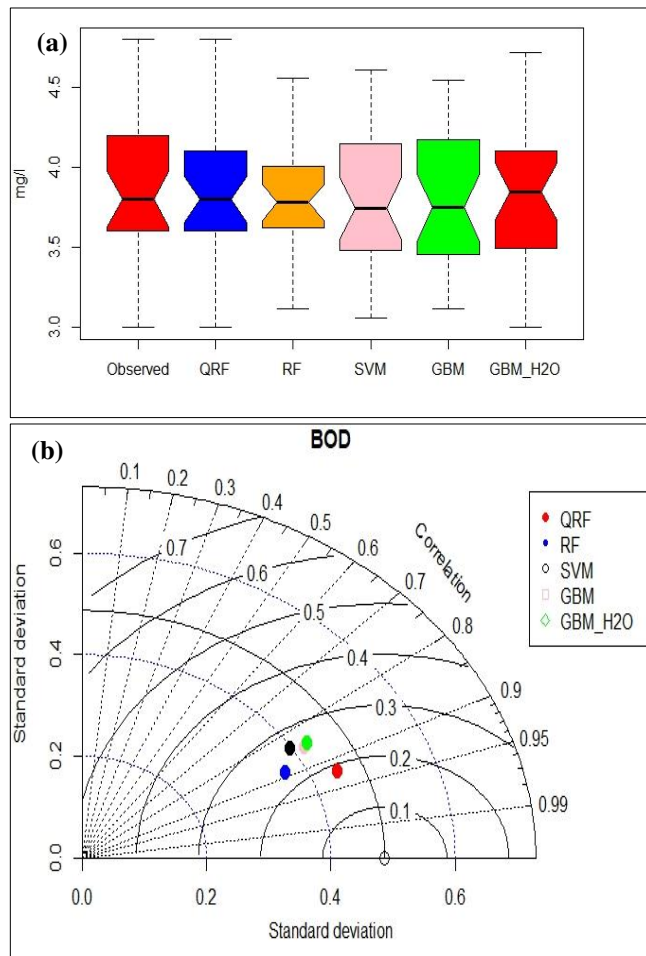 (a)
mg/l
4.5
4.0
3.5
3.0
Observed QRF RF SVM GBM GBM_H2O
(b)
BOD
0.1 0.2 0.3 0.4 0.5 0.6 0.7 0.8 0.9 0.95 0.99
Correlation
0.7
0.6
0.5
0.4
0.3
0.2
0.1
Standard deviation
0.6
0.4
0.2
0.0
0.0 0.2 0.4 0.6
Standard deviation
QRF
RF
SVM
GBM
GBM_H2O